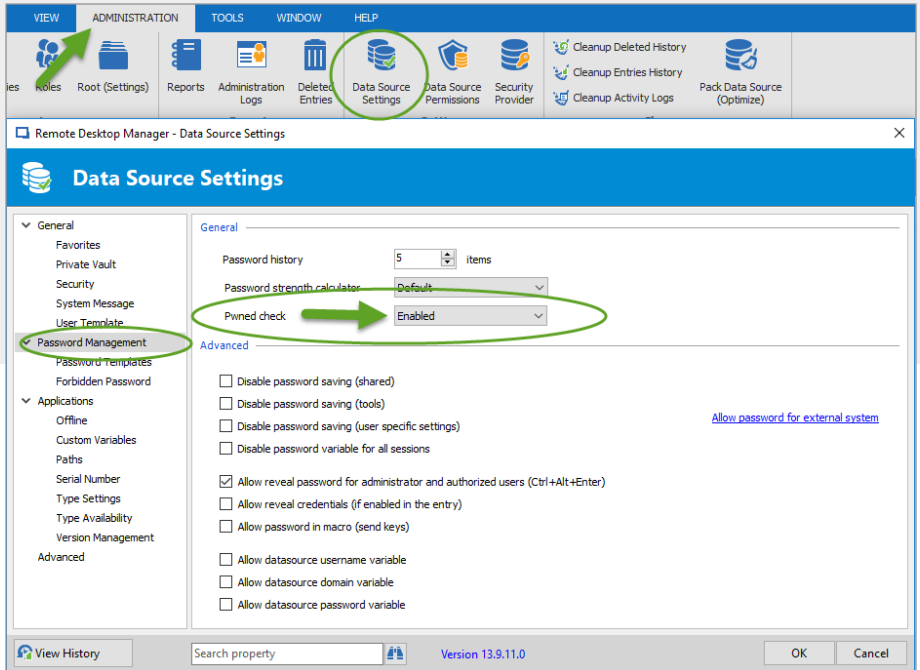 VIEW ADMINISTRATION TOOLS WINDOW HELP
ies Roles Root (Settings) Reports Administration Logs Deleted Entries Data Source Settings Data Source Permissions Security Provider
Cleanup Deleted History
Cleanup Entries History
Cleanup Activity Logs
Pack Data Source (Optimize)
Remote Desktop Manager - Data Source Settings
Data Source Settings
General
Favorites
Private Vault
Security
System Message
User Template
Password Management
Password Templates
Forbidden Password
Applications
Offline
Custom Variables
Paths
Serial Number
Type Settings
Type Availability
Version Management
Advanced
General
Password history 5 items
Password strength calculator Default
Pwned check Enabled
Advanced
Disable password saving (shared)
Disable password saving (tools)
Disable password saving (user specific settings)
Disable password variable for all sessions
Allow password for external system
Allow reveal password for administrator and authorized users (Ctrl+Alt+Enter)
Allow reveal credentials (if enabled in the entry)
Allow password in macro (send keys)
Allow datasource username variable
Allow datasource domain variable
Allow datasource password variable
View History Search property Version 13.9.11.0 OK Cancel